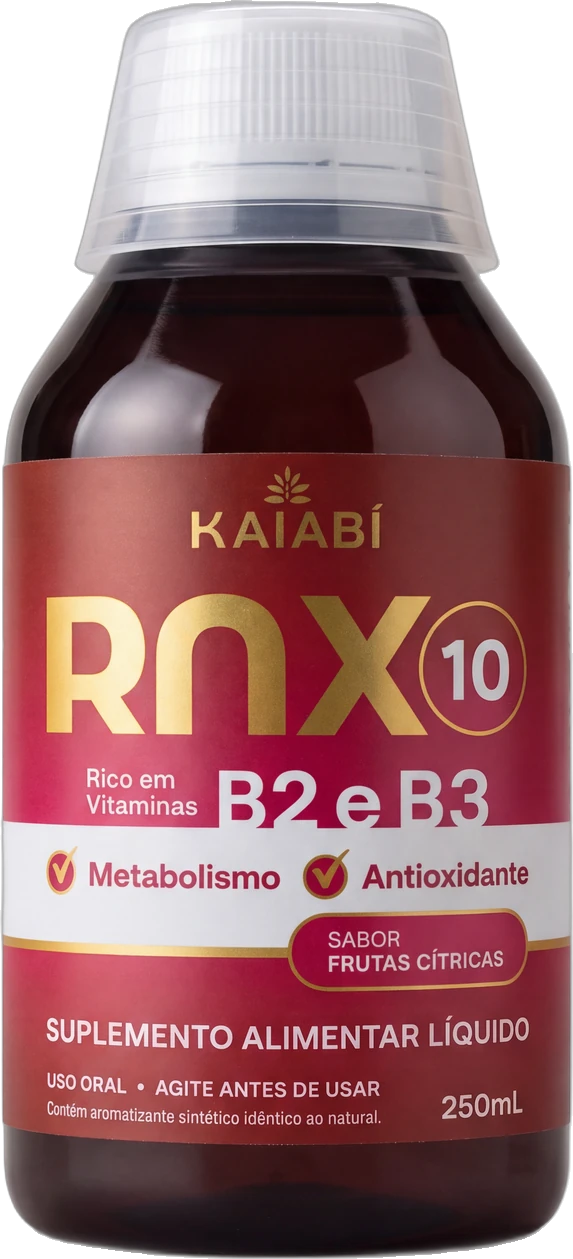 KAIABÍ
RNX 10
Rico em
Vitaminas
B2 e B3
Metabolismo
Antioxidante
SABOR
FRUTAS CÍTRICAS
SUPLEMENTO ALIMENTAR LÍQUIDO
USO ORAL • AGITE ANTES DE USAR
Contém aromatizante sintético idêntico ao natural.
250mL